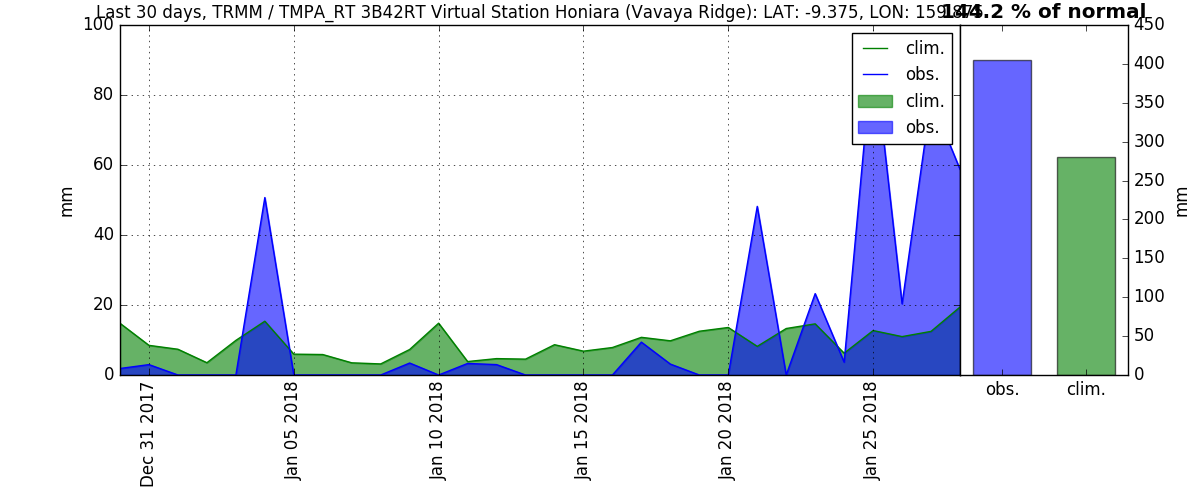 Last 30 days, TRMM / TMPA_RT 3B42RT Virtual Station Honiara (Vavaya Ridge): LAT: -9.375, LON:
144.2 % of normal
100
80
60
40
20
0
mm
clim.
obs.
clim.
obs.
450
400
350
300
250
200
150
100
50
0
mm
obs.
clim.
Dec 31 2017
Jan 05 2018
Jan 10 2018
Jan 15 2018
Jan 20 2018
Jan 25 2018